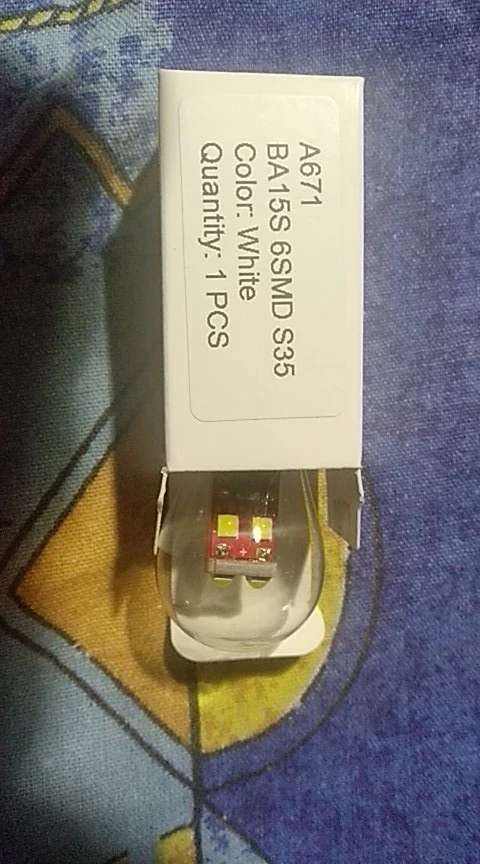 A671
BA15S 6SMD S35
Color: White
Quantity: 1 PCS